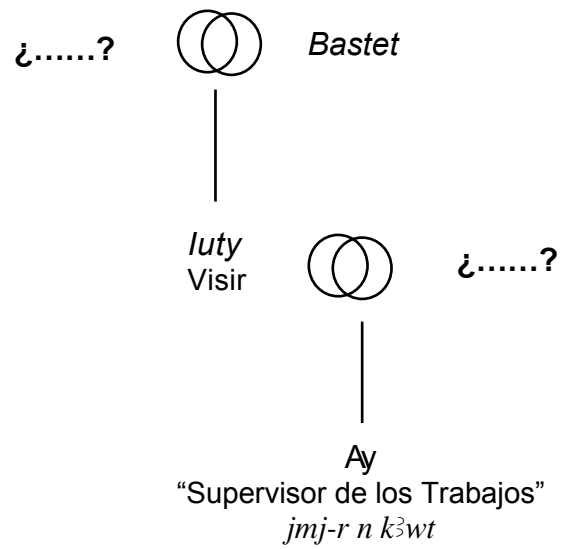 ¿……? Bastet
Iuty
Visir
¿……?
Ay
“Supervisor de los Trabajos”
jmj-r n kꜣwt